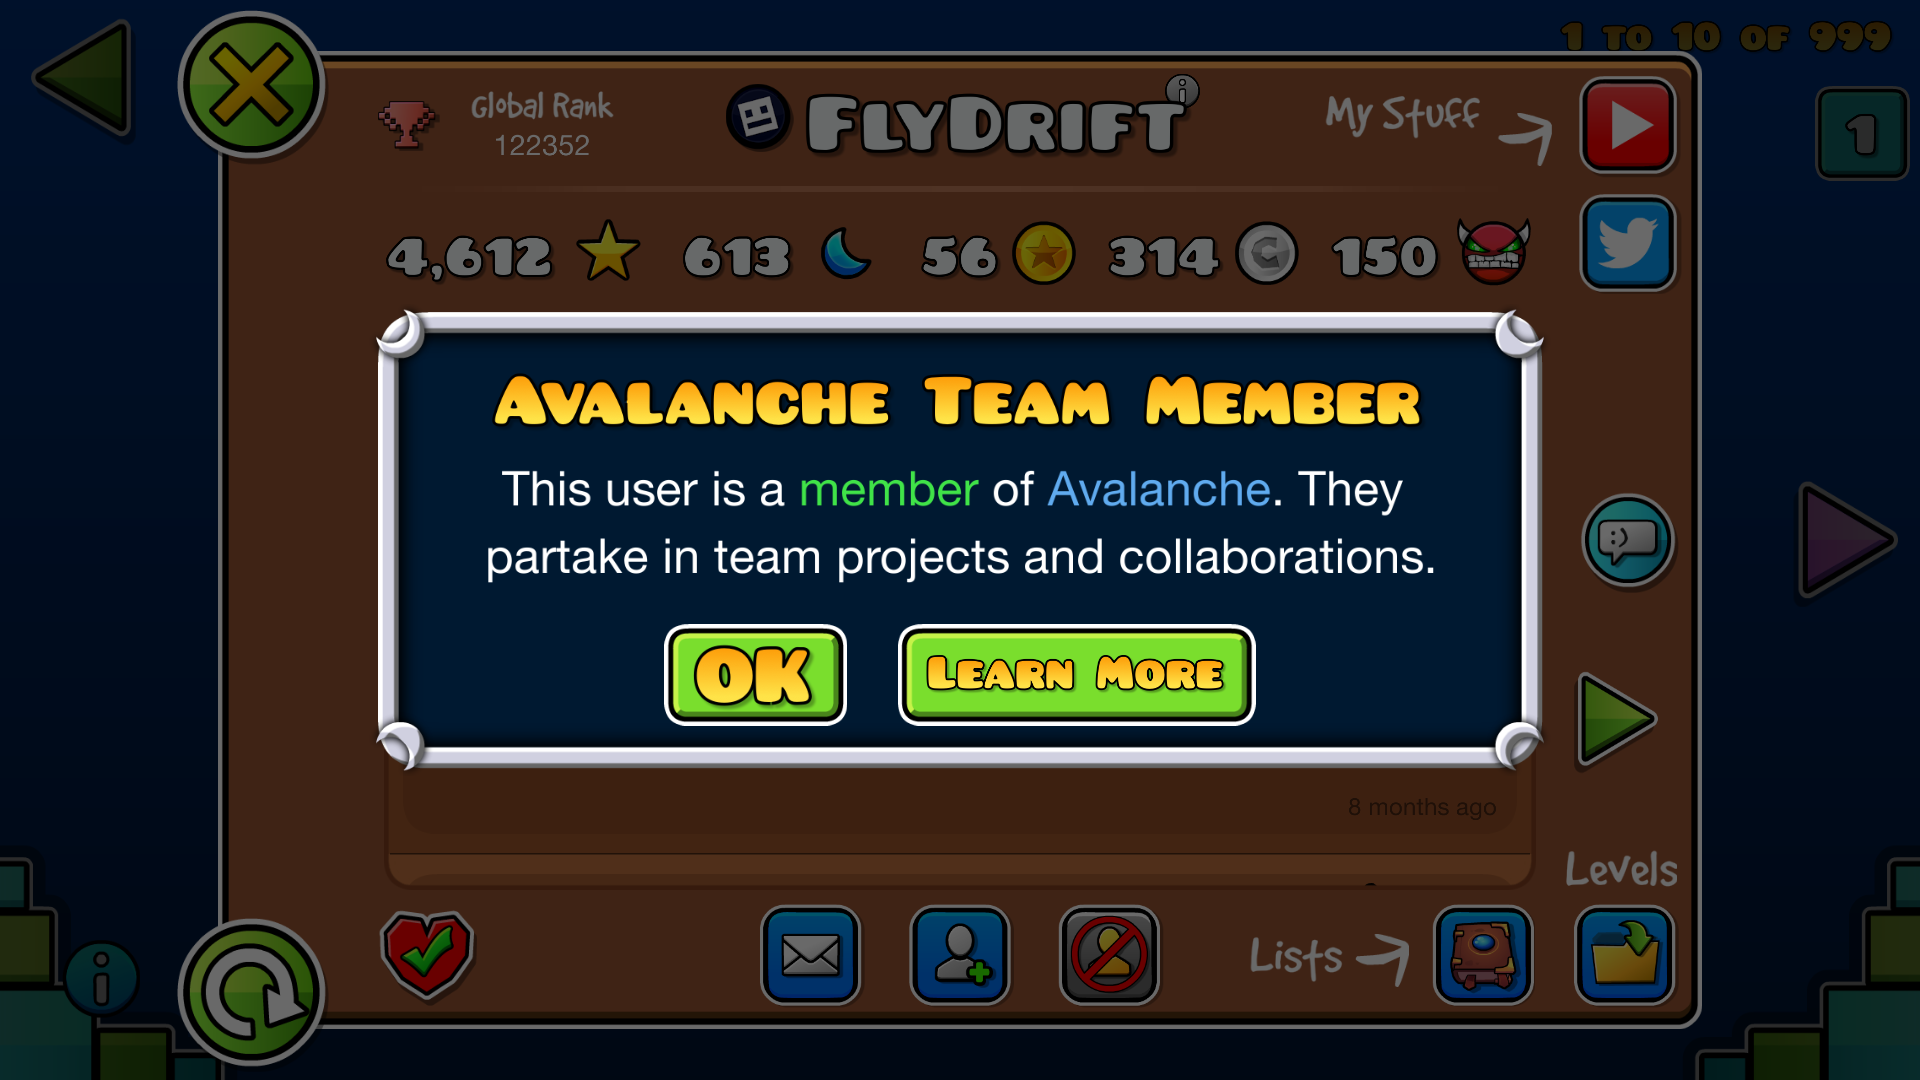 1 to 10 of 999
Global Rank
122352
FlyDrift
My Stuff
1
4,612
613
56
314
150
Avalanche Team Member
This user is a member of Avalanche. They
partake in team projects and collaborations.
OK
Learn More
8 months ago
Levels
Lists